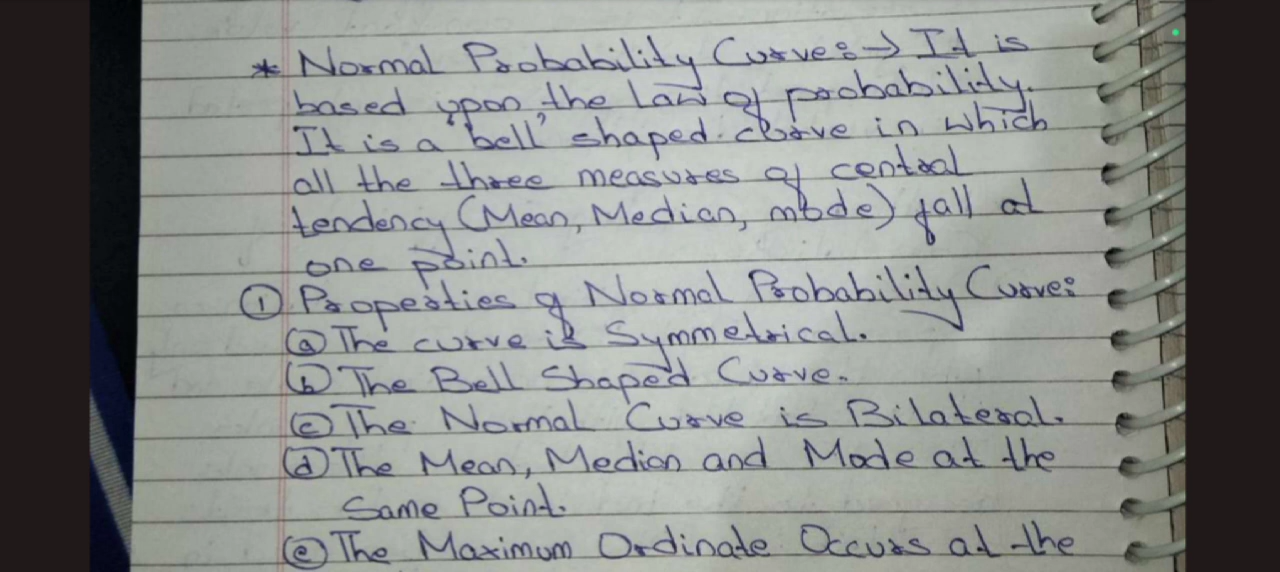 * Normal Probability Curve:→ It is
based upon the law of probability.
It is a 'bell' shaped curve in which
all the three measures of central
tendency (Mean, Median, mode) fall at
one point.
① Properties of Normal Probability Curve:
ⓐ The curve is Symmetrical.
ⓑ The Bell Shaped Curve.
ⓒ The Normal Curve is Bilateral.
ⓓ The Mean, Median and Mode at the
Same Point.
ⓔ The Maximum Ordinate Occurs at the